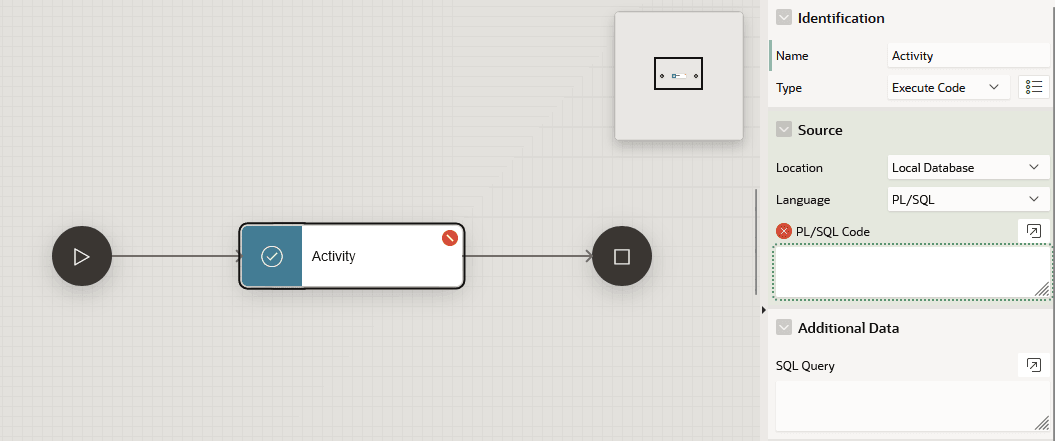 Activity
Identification
Name Activity
Type Execute Code
Source
Location Local Database
Language PL/SQL
PL/SQL Code
Additional Data
SQL Query